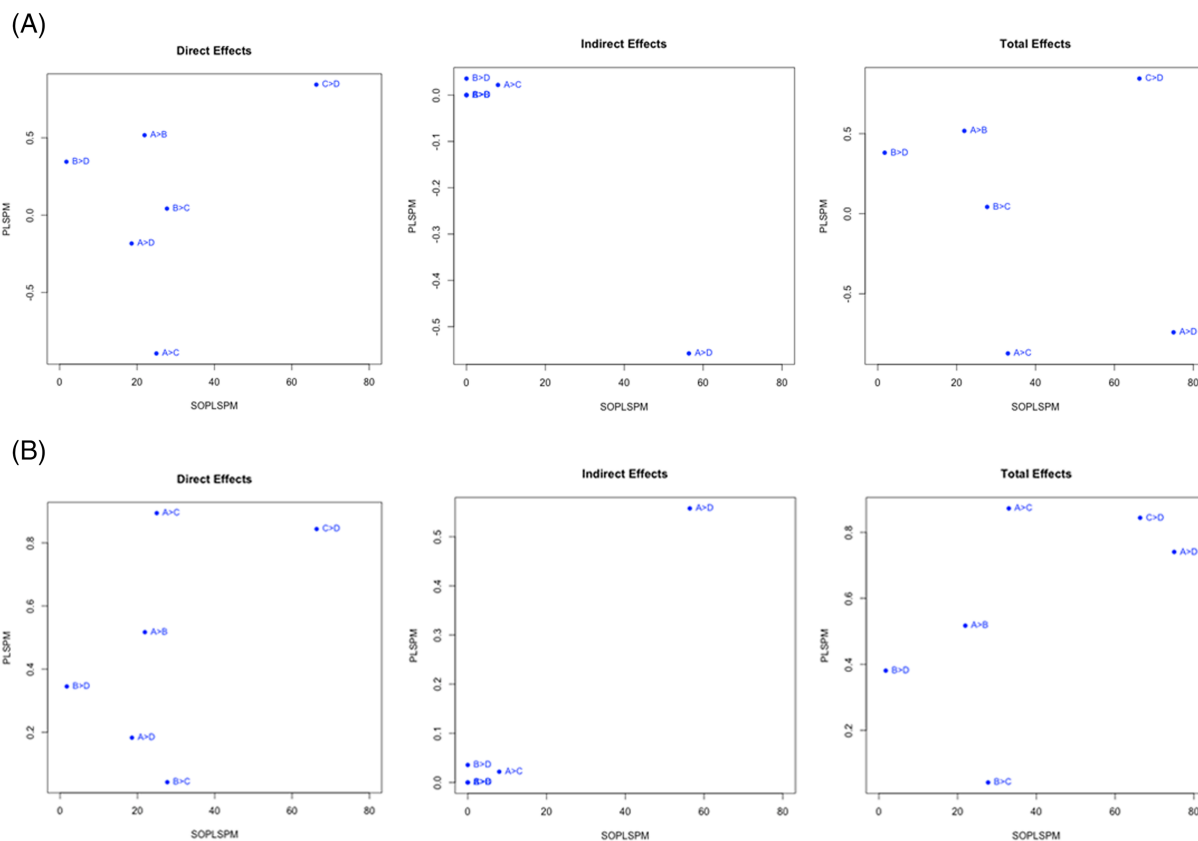 (A)
Direct Effects
PLSPM
0.5
0.0
-0.5
C>D
A>B
B>D
B>C
A>D
A>C
0 20 40 60 80
SOPLSPM
Indirect Effects
PLSPM
0.0
-0.1
-0.2
-0.3
-0.4
-0.5
B>D
A>C
A>D
0 20 40 60 80
SOPLSPM
Total Effects
PLSPM
0.5
0.0
-0.5
C>D
A>B
B>D
B>C
A>D
A>C
0 20 40 60 80
SOPLSPM
(B)
Direct Effects
PLSPM
0.8
0.6
0.4
0.2
A>C
C>D
A>B
B>D
A>D
B>C
0 20 40 60 80
SOPLSPM
Indirect Effects
PLSPM
0.5
0.4
0.3
0.2
0.1
0.0
A>D
B>D
A>C
0 20 40 60 80
SOPLSPM
Total Effects
PLSPM
0.8
0.6
0.4
0.2
A>C
C>D
A>D
A>B
B>D
B>C
0 20 40 60 80
SOPLSPM